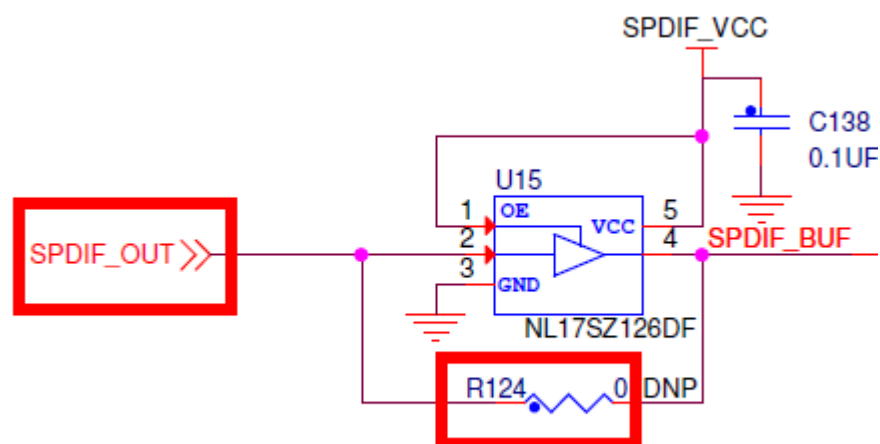 SPDIF_VCC
C138
0.1UF
U15
1 OE VCC 5
2 4 SPDIF_BUF
SPDIF_OUT
3 GND
NL17SZ126DF
R124 0 DNP